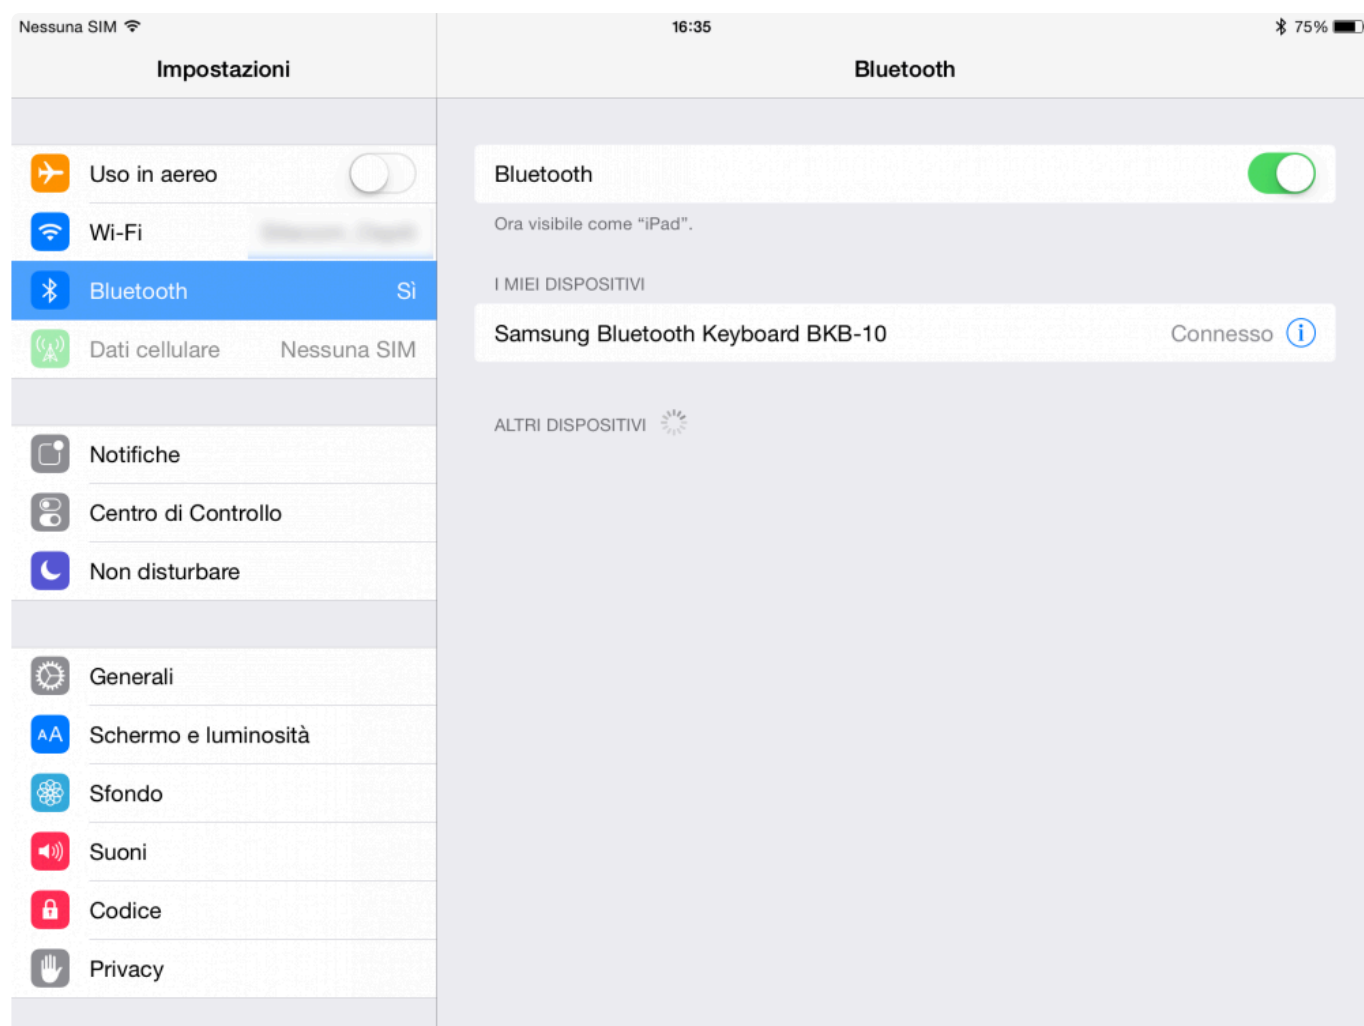 Nessuna SIM
16:35
75%
Impostazioni
Bluetooth
Uso in aereo
Wi-Fi
Bluetooth Sì
Dati cellulare Nessuna SIM
Notifiche
Centro di Controllo
Non disturbare
Generali
AA Schermo e luminosità
Sfondo
Suoni
Codice
Privacy
Bluetooth
Ora visibile come “iPad”.
I MIEI DISPOSITIVI
Samsung Bluetooth Keyboard BKB-10 Connesso i
ALTRI DISPOSITIVI